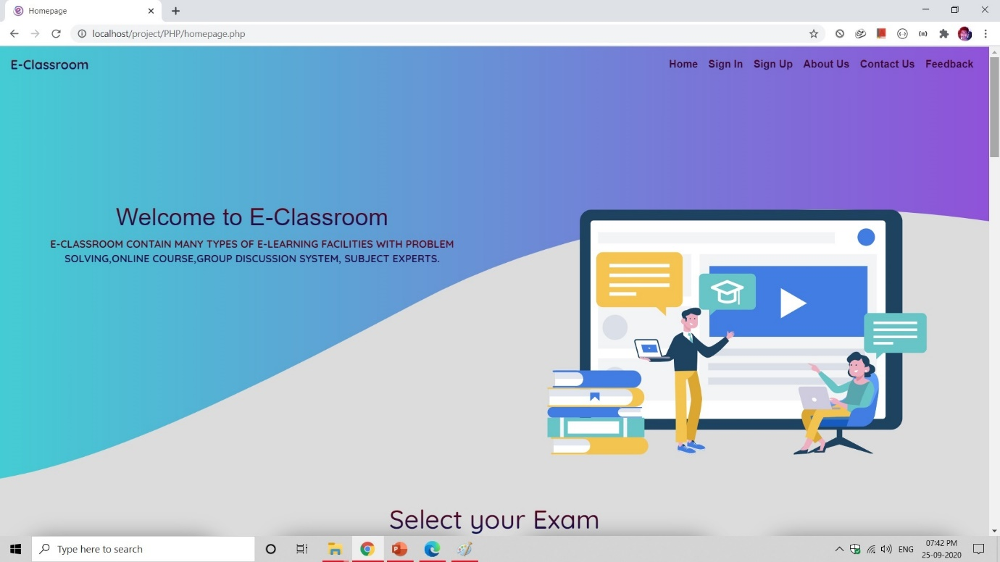 Homepage
localhost/project/PHP/homepage.php
E-Classroom
Home Sign In Sign Up About Us Contact Us Feedback
Welcome to E-Classroom
E-CLASSROOM CONTAIN MANY TYPES OF E-LEARNING FACILITIES WITH PROBLEM
SOLVING,ONLINE COURSE,GROUP DISCUSSION SYSTEM, SUBJECT EXPERTS.
Select your Exam
Type here to search
ENG
07:42 PM
25-09-2020